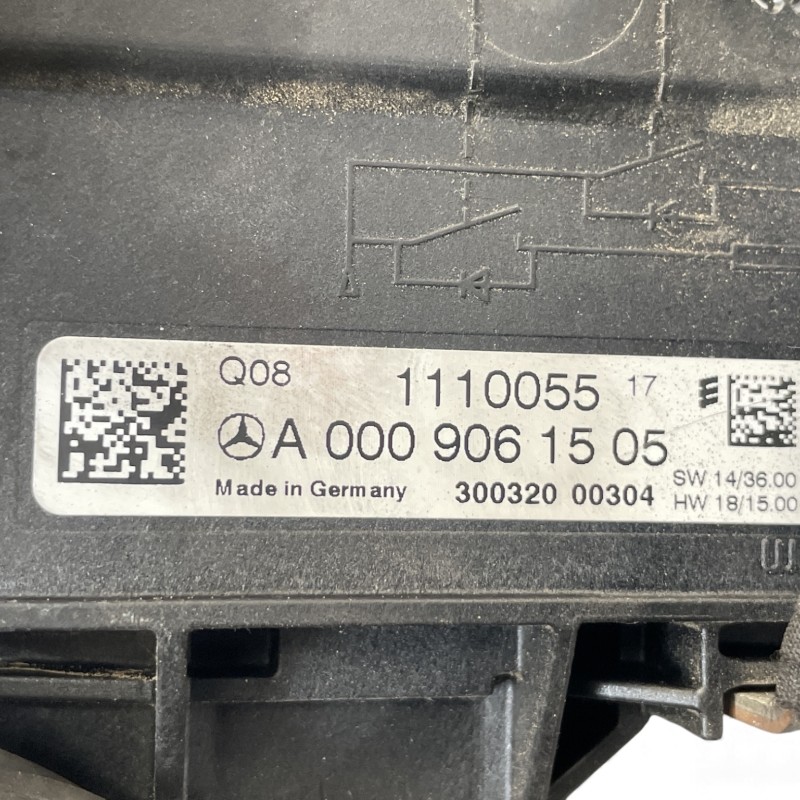 Q08 1110055 17
A 000 906 15 05
Made in Germany 300320 00304
SW 14/36.00
HW 18/15.00